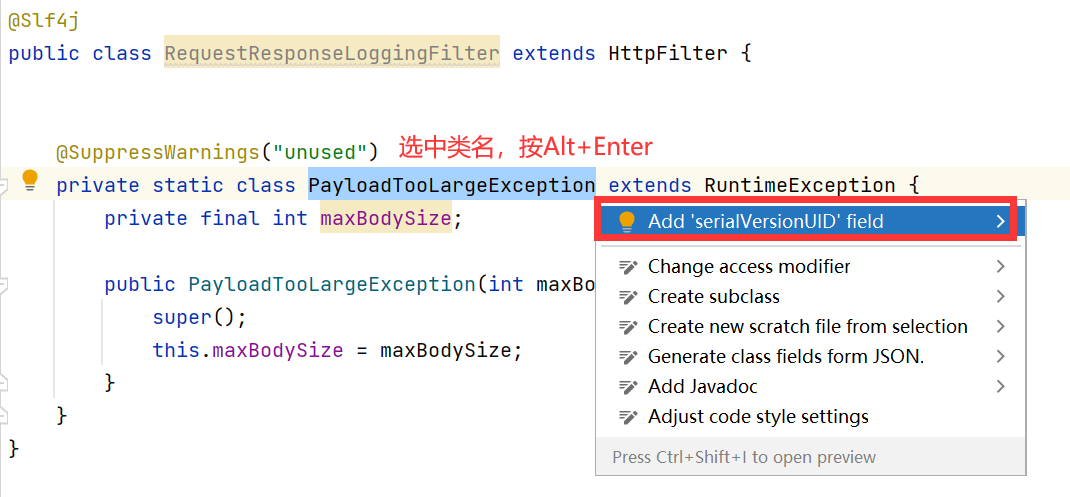 @Slf4j
public class RequestResponseLoggingFilter extends HttpFilter {
@SuppressWarnings("unused") 选中类名，按Alt+Enter
private static class PayloadTooLargeException extends RuntimeException {
private final int maxBodySize;
Add 'serialVersionUID' field
Change access modifier
public PayloadTooLargeException(int maxBo
Create subclass
super();
Create new scratch file from selection
this.maxBodySize = maxBodySize;
Generate class fields form JSON.
}
Add Javadoc
}
Adjust code style settings
}
Press Ctrl+Shift+I to open preview